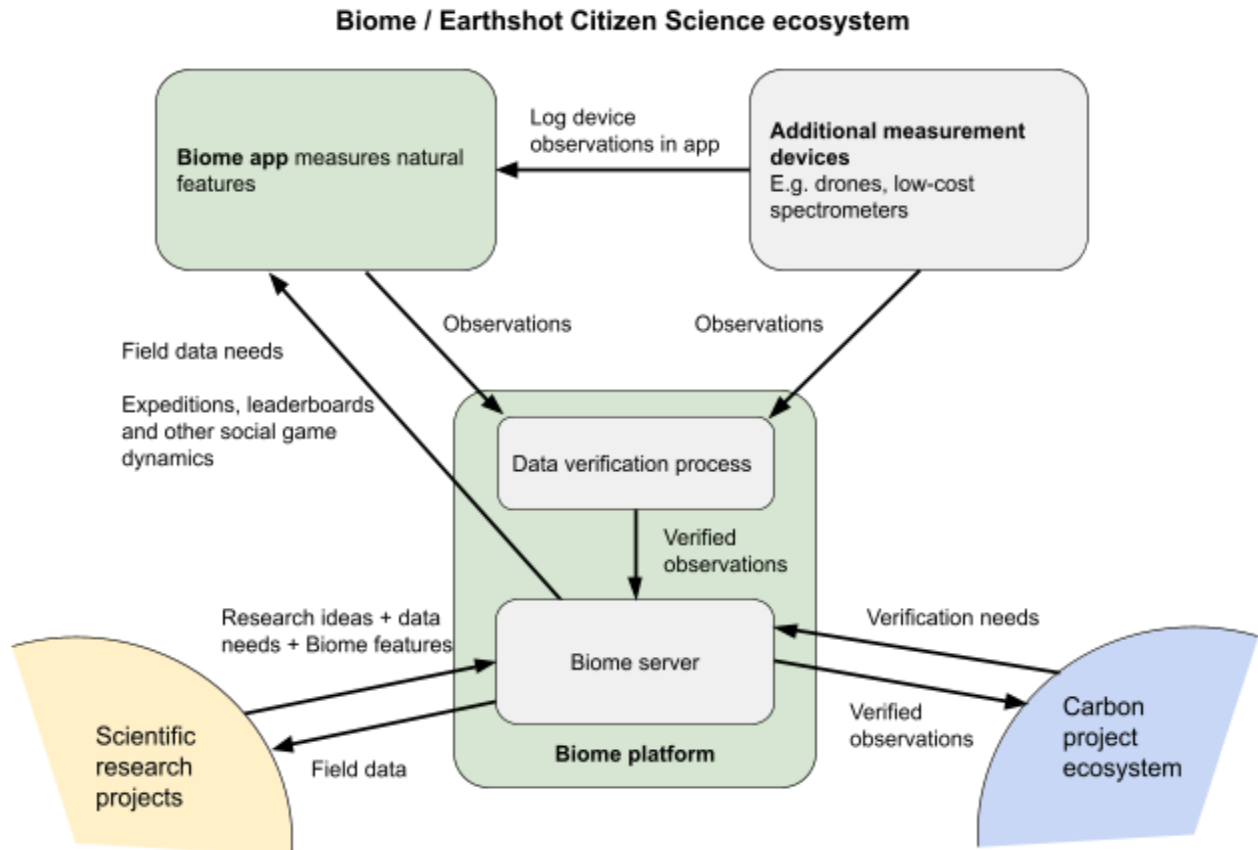 Biome / Earthshot Citizen Science ecosystem
Biome app measures natural
features
Log device
observations in app
Additional measurement
devices
E.g. drones, low-cost
spectrometers
Observations
Observations
Field data needs
Expeditions, leaderboards
and other social game
dynamics
Data verification process
Verified
observations
Research ideas + data
needs + Biome features
Biome server
Verification needs
Verified
observations
Biome platform
Field data
Scientific
research
projects
Carbon
project
ecosystem